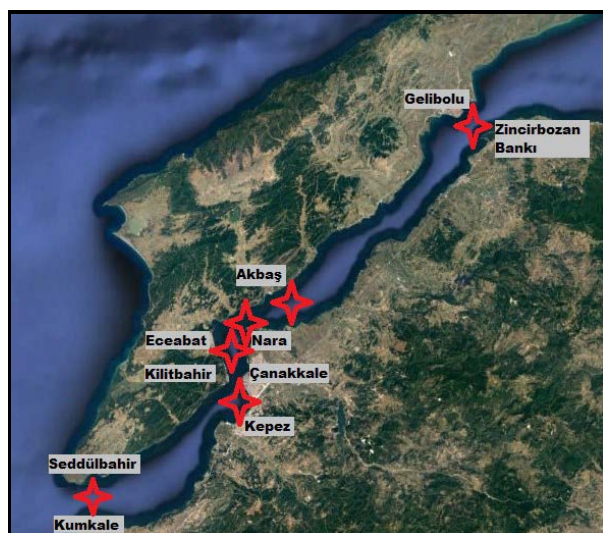 Gelibolu
Zincirbozan
Bankı
Akbaş
Eceabat
Nara
Kilitbahir
Çanakkale
Kepez
Seddülbahir
Kumkale